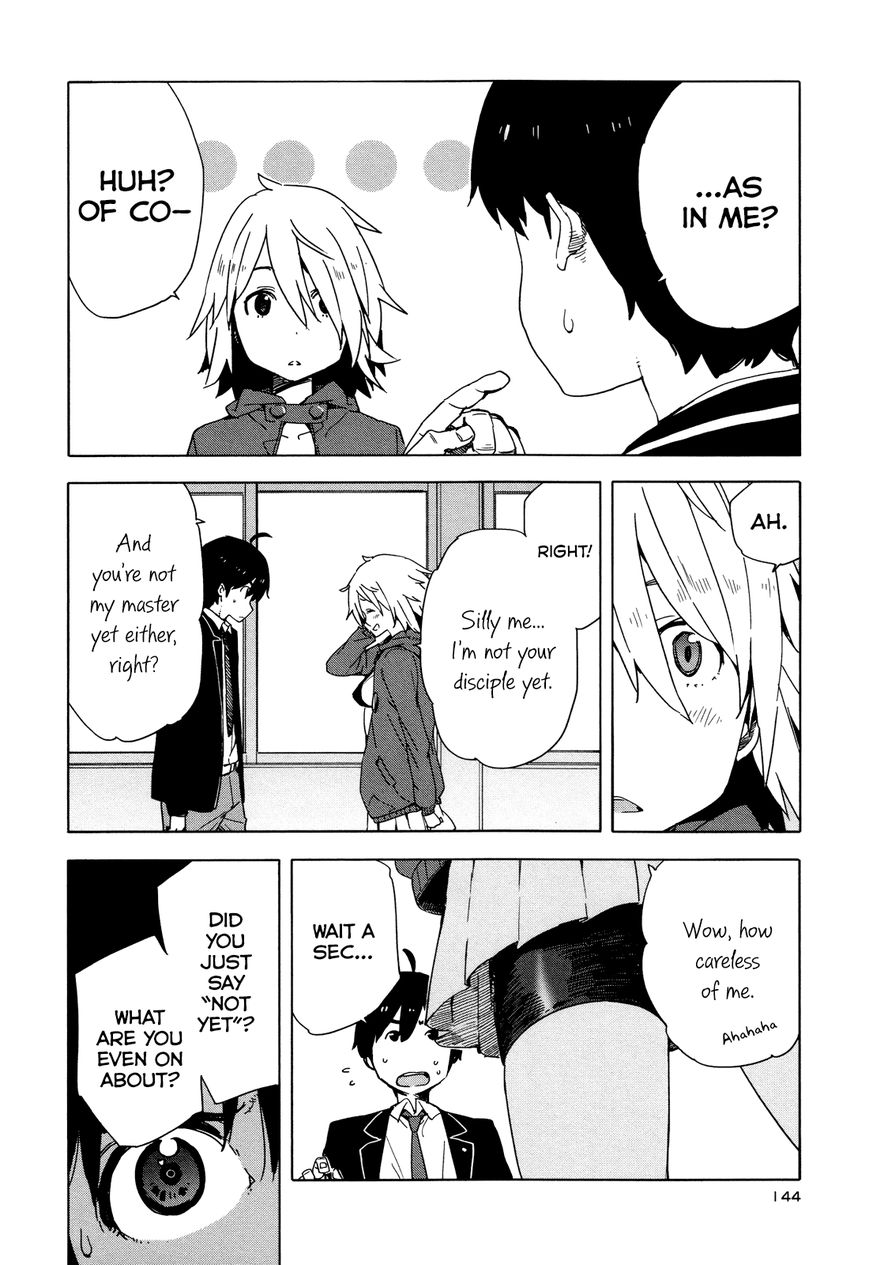 ...AS
IN ME?
HUH?
OF CO–
AH.
RIGHT!
Silly me...
I'm not your
disciple yet.
And
you're not
my master
yet either,
right?
Wow, how
careless
of me.
Ahahaha
WAIT A
SEC...
DID
YOU
JUST
SAY
“NOT
YET”?
WHAT
ARE YOU
EVEN ON
ABOUT?
144